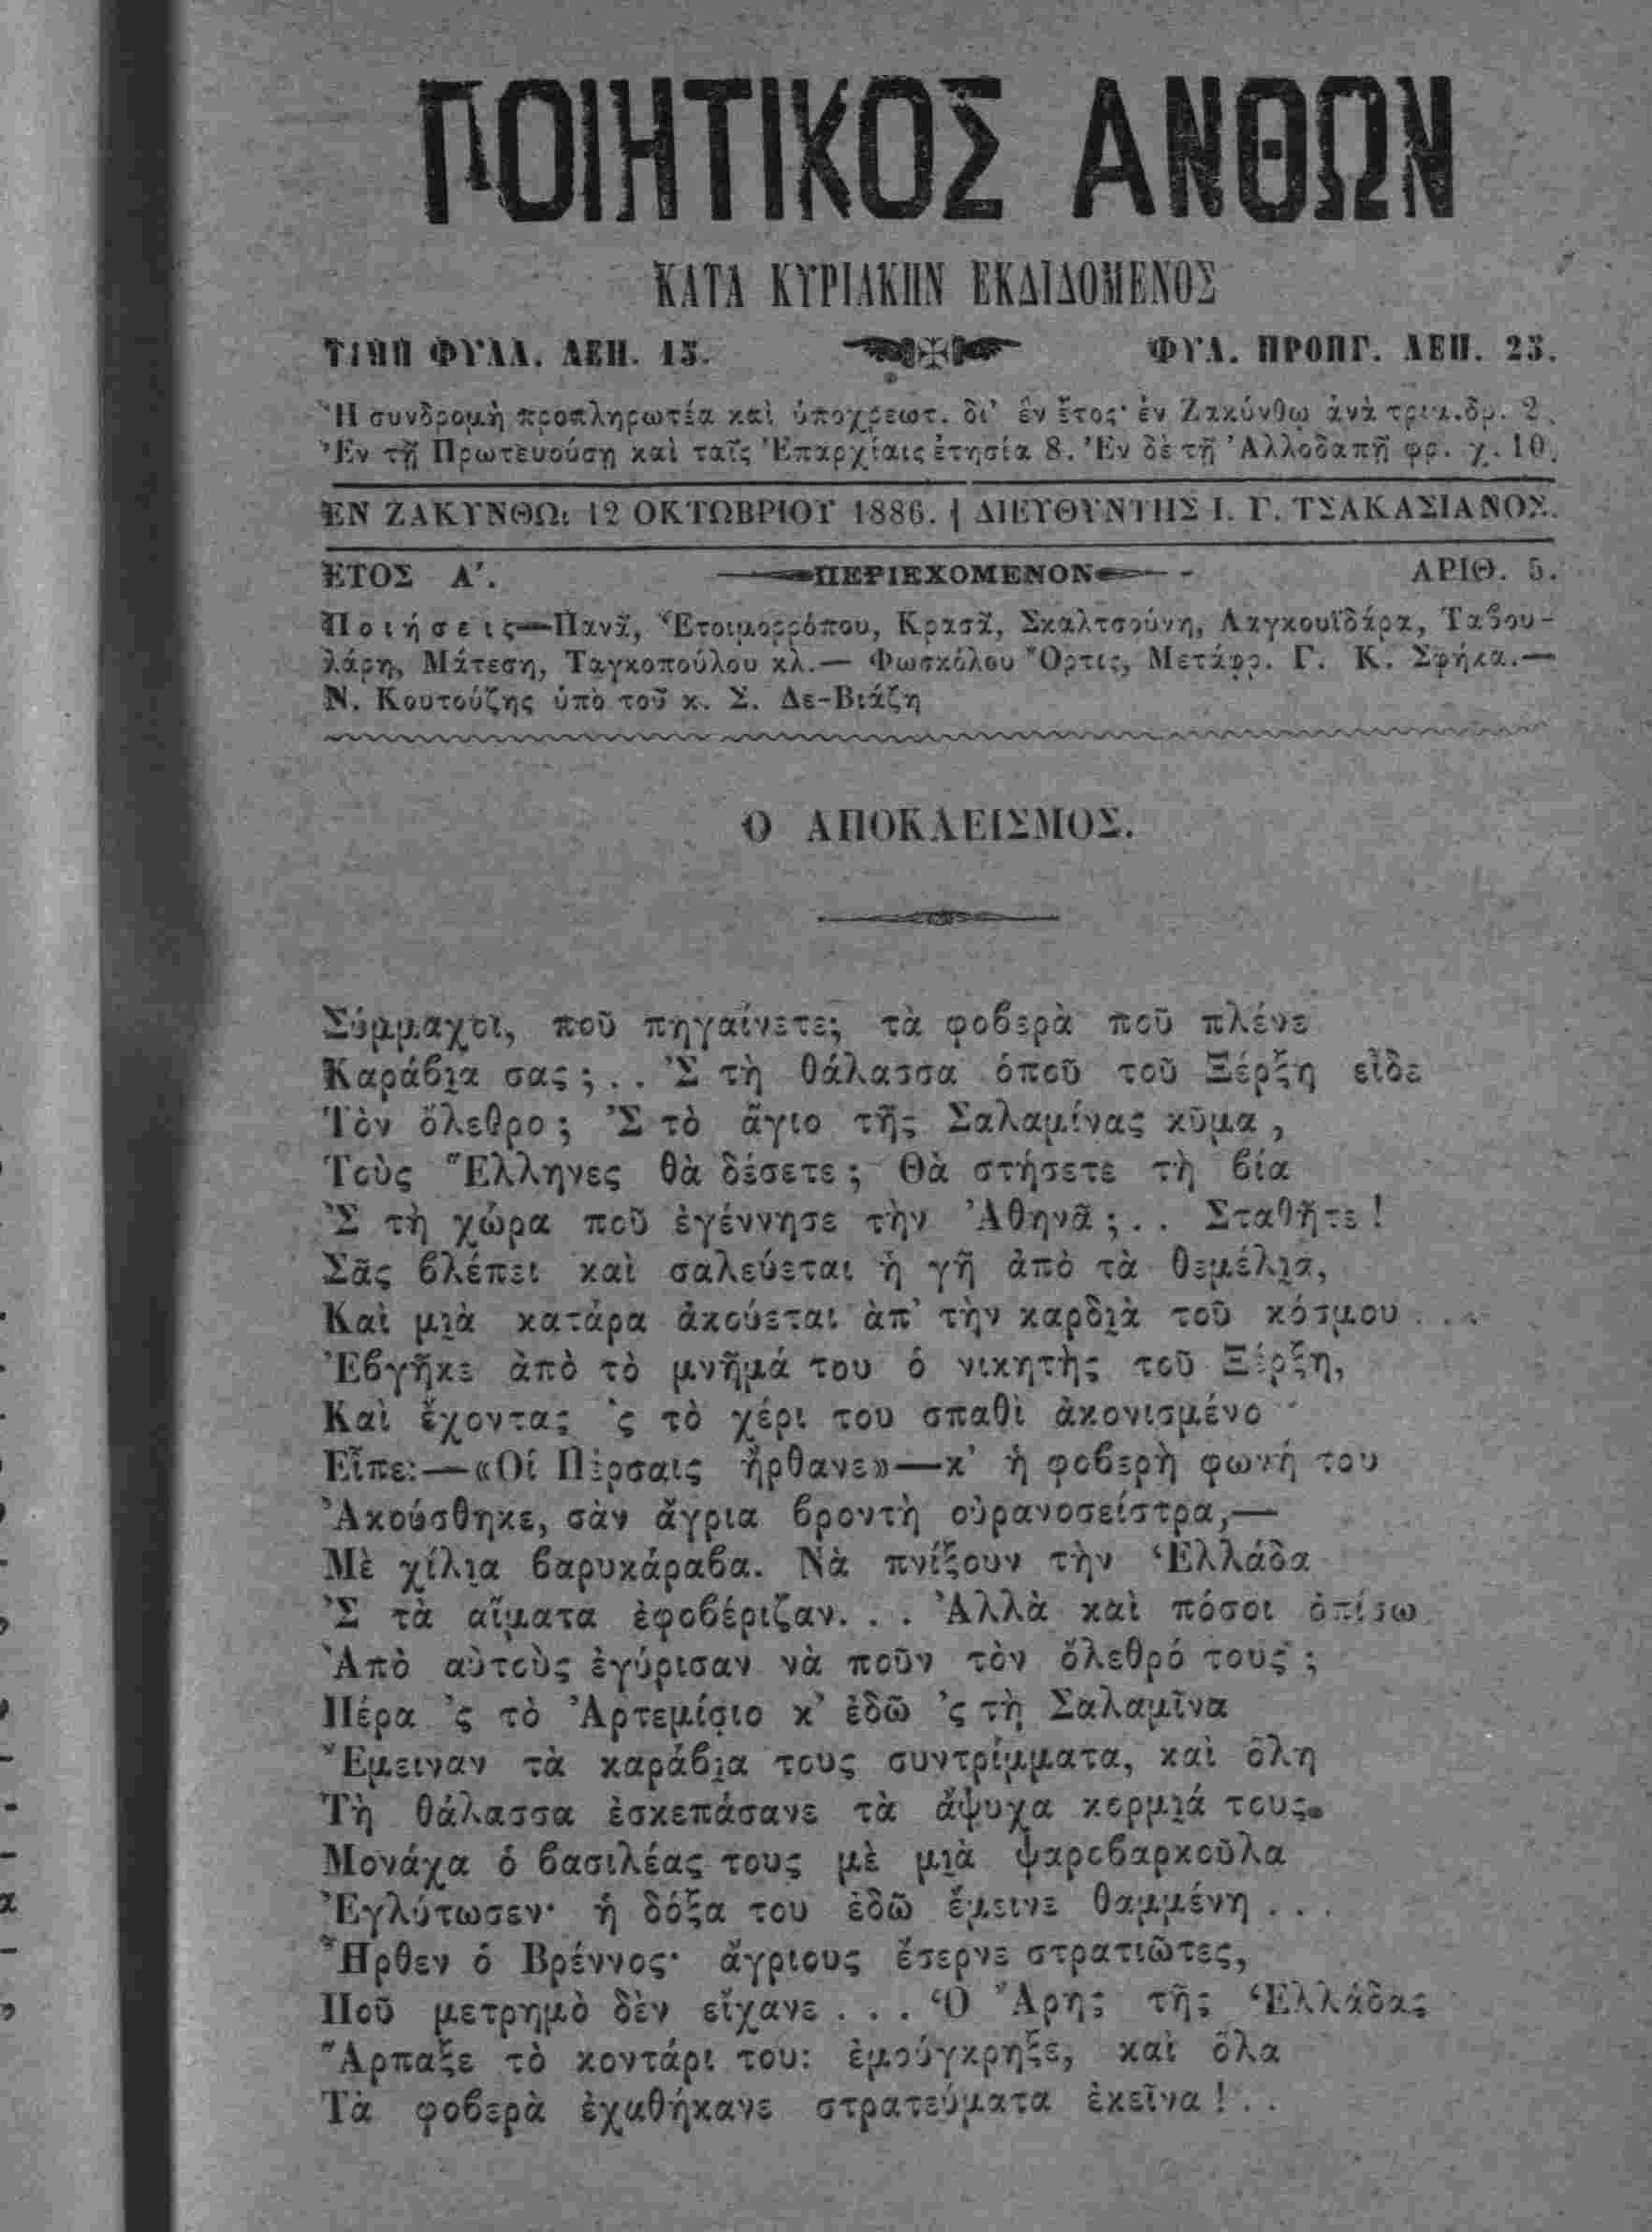 ΠΟΙΗΤΙΚΟΣ ΑΝΘΩΝ
ΚΑΤΑ ΚΥΡΙΑΚΗΝ ΕΚΔΙΔΟΜΕΝΟΣ
ΤΙΜΗ ΦΥΛΛ. ΛΕΠ. 15. ΦΥΛ. ΠΡΟΗΓ. ΛΕΠ. 25.
Ἡ συνδρομὴ προπληρωτέα καὶ ὑποχρεωτ. δι' ἓν ἔτος· ἐν Ζακύνθῳ ἀνὰ τριμ. δρ. 2.
Ἐν τῇ Πρωτευούσῃ καὶ ταῖς Ἐπαρχίαις ἐτησία 8. Ἐν δὲ τῇ Ἀλλοδαπῇ φρ. χ. 10.
ΕΝ ΖΑΚΥΝΘΩι 12 ΟΚΤΩΒΡΙΟΥ 1886. | ΔΙΕΥΘΥΝΤΗΣ Ι. Γ. ΤΣΑΚΑΣΙΑΝΟΣ.
ΕΤΟΣ Α'. ΠΕΡΙΕΧΟΜΕΝΟΝ ΑΡΙΘ. 5.
Ποιήσεις—Πανᾶ, Ἑτοιμορρόπου, Κρασᾶ, Σκαλτσούνη, Λαγκουϊδάρα, Ταβου-
λάρη, Μάτεση, Ταγκοπούλου κλ.— Φωσκόλου Ὄρτις, Μετάφρ. Γ. Κ. Σφήκα.—
Ν. Κουτούζης ὑπὸ τοῦ κ. Σ. Δε-Βιάζη
Ο ΑΠΟΚΛΕΙΣΜΟΣ.
Σύμμαχοι, ποῦ πηγαίνετε; τὰ φοβερὰ ποῦ πλένε
Καράβια σας;.. Ἐ τὴ θάλασσα ὁποῦ τοῦ Ξέρξη εἶδε
Τὸν ὄλεθρο; Ἐ τὸ ἅγιο τῆς Σαλαμίνας κῦμα,
Τοὺς Ἕλληνες θὰ δέσετε; Θὰ στήσετε τὴ βία
Ἐ τὴ χώρα ποῦ ἐγέννησε τὴν Ἀθηνᾶ;.. Σταθῆτε!
Σᾶς βλέπει καὶ σαλεύεται ἡ γῆ ἀπὸ τὰ θεμέλια,
Καὶ μιὰ κατάρα ἀκούεται ἀπ' τὴν καρδιὰ τοῦ κόσμου...
Ἐβγῆκε ἀπὸ τὸ μνῆμά του ὁ νικητὴς τοῦ Ξέρξη,
Καὶ ἔχοντας 'ς τὸ χέρι του σπαθὶ ἀκονισμένο
Εἶπε:—«Οἱ Πέρσαις ἤρθανε»—κ' ἡ φοβερὴ φωνή του
Ἀκούσθηκε, σὰν ἄγρια βροντὴ οὐρανοσείστρα,—
Μὲ χίλια βαρυκάραβα. Νὰ πνίξουν τὴν Ἑλλάδα
Ἐ τὰ αἵματα ἐφοβέριζαν... Ἀλλὰ καὶ πόσοι ὀπίσω
Ἀπὸ αὐτοὺς ἐγύρισαν νὰ ποῦν τὸν ὄλεθρό τους;
Πέρα 'ς τὸ Ἀρτεμίσιο κ' ἐδῶ 'ς τὴ Σαλαμῖνα
Ἔμειναν τὰ καράβια τους συντρίμματα, καὶ ὅλη
Τὴ θάλασσα ἐσκεπάσανε τὰ ἄψυχα κορμιά τους.
Μονάχα ὁ βασιλέας τους μὲ μιὰ ψαροβαρκοῦλα
Ἐγλύτωσεν· ἡ δόξα του ἐδῶ ἔμεινε θαμμένη...
Ἦρθεν ὁ Βρέννος· ἄγριους ἔσερνε στρατιῶτες,
Ποῦ μετρημὸ δὲν εἴχανε... Ὁ Ἄρης τῆς Ἑλλάδας
Ἅρπαξε τὸ κοντάρι του: ἐμούγκρηξε, καὶ ὅλα
Τὰ φοβερὰ ἐχαθήκανε στρατεύματα ἐκεῖνα!..